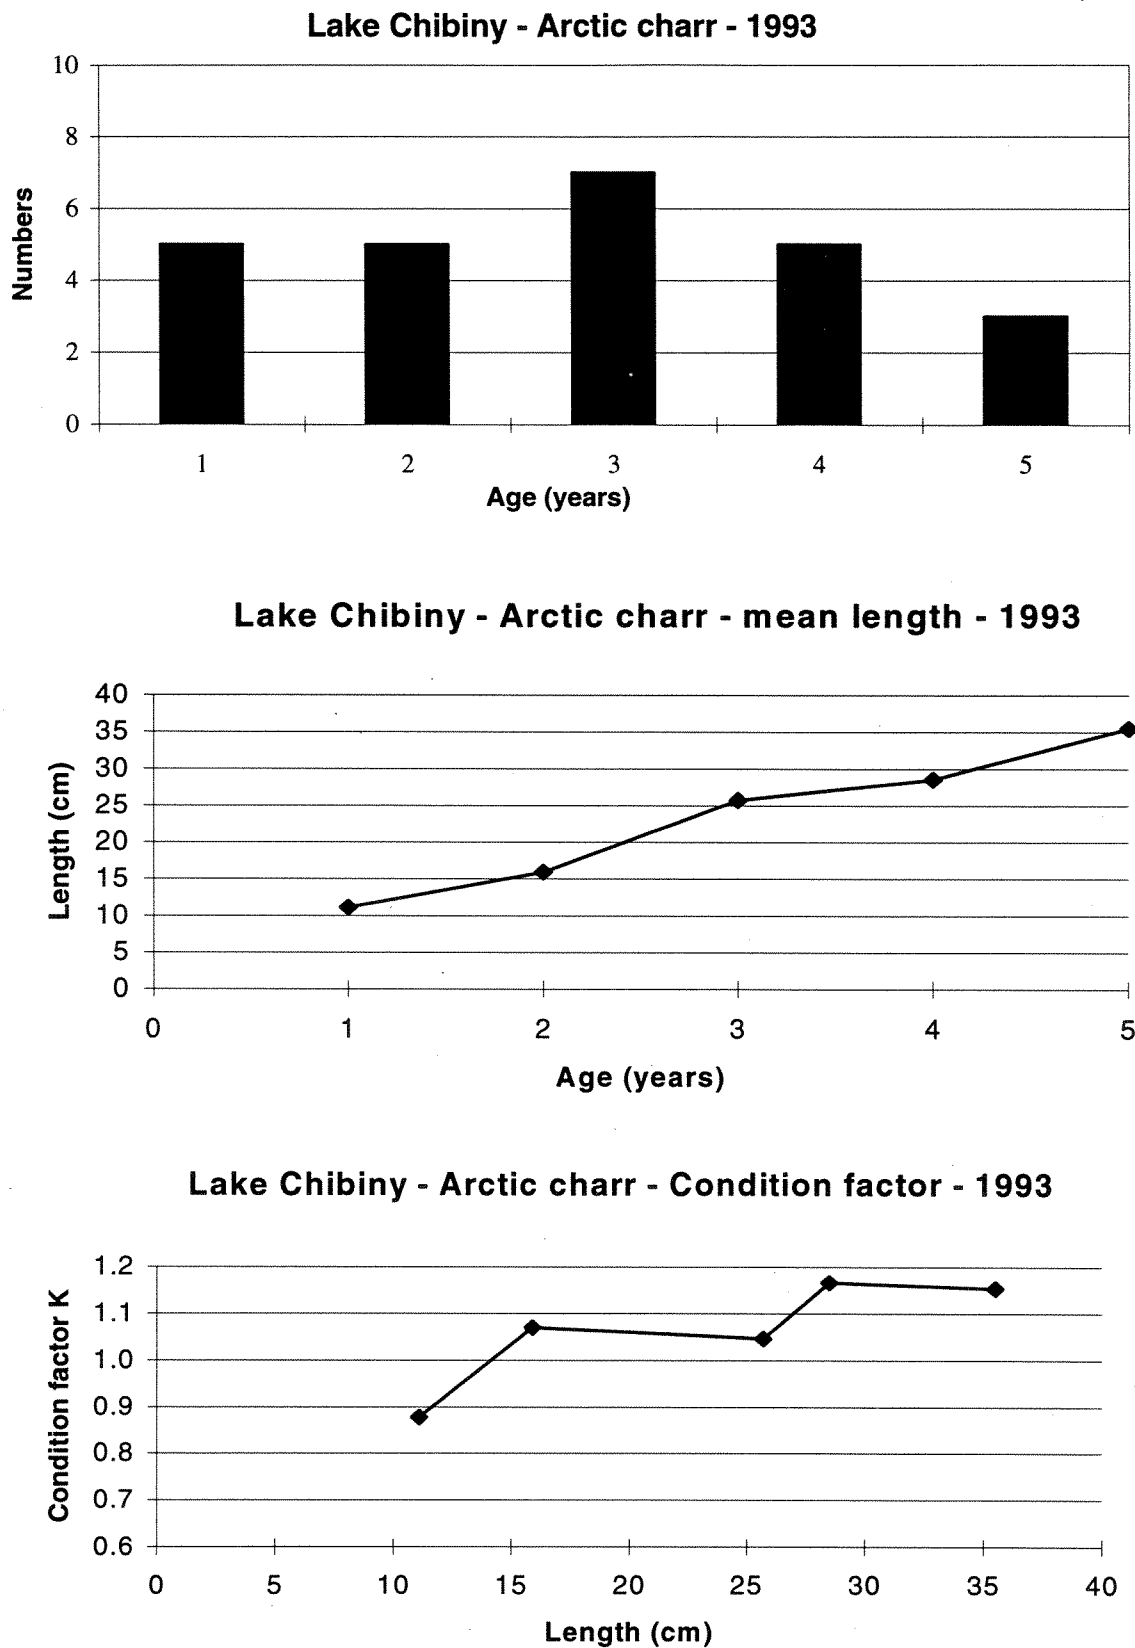 Lake Chibiny - Arctic charr - 1993
10
8
6
4
2
0
Numbers
1 2 3 4 5
Age (years)
Lake Chibiny - Arctic charr - mean length - 1993
40
35
30
25
20
15
10
5
0
Length (cm)
0 1 2 3 4 5
Age (years)
Lake Chibiny - Arctic charr - Condition factor - 1993
1.2
1.1
1.0
0.9
0.8
0.7
0.6
Condition factor K
0 5 10 15 20 25 30 35 40
Length (cm)